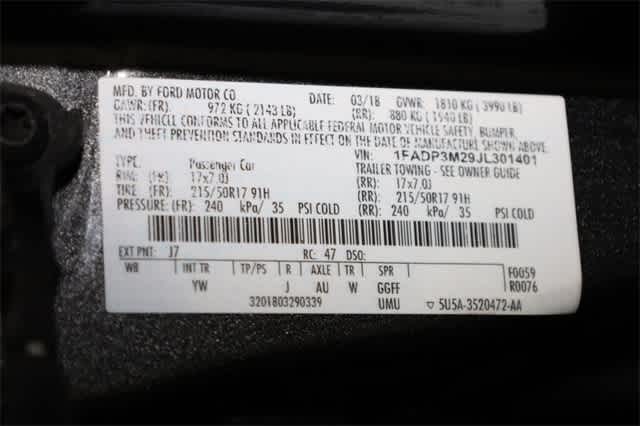 MFD. BY FORD MOTOR CO.
DATE: 03/18 GVWR: 1810 KG ( 3990 LB)
GAWR: (FR): 972 KG ( 2143 LB) (RR): 880 KG ( 1940 LB)
THIS VEHICLE CONFORMS TO ALL APPLICABLE FEDERAL MOTOR VEHICLE SAFETY, BUMPER,
AND THEFT PREVENTION STANDARDS IN EFFECT ON THE DATE OF MANUFACTURE SHOWN ABOVE.
VIN: 1FADP3M29JL301401
TYPE: Passenger Car TRAILER TOWING - SEE OWNER GUIDE
RIM: (FR): 17x7.0J (RR): 17x7.0J
TIRE (FR): 215/50R17 91H (RR): 215/50R17 91H
PRESSURE: (FR): 240 kPa/ 35 PSI COLD (RR): 240 kPa/ 35 PSI COLD
EXT PNT: J7 RC: 47 DSO:
WB INT TR TP/PS R AXLE TR SPR F0059
YW J AU W GGFF R0076
3201803290339 UMU ▽ 5U5A-3520472-AA